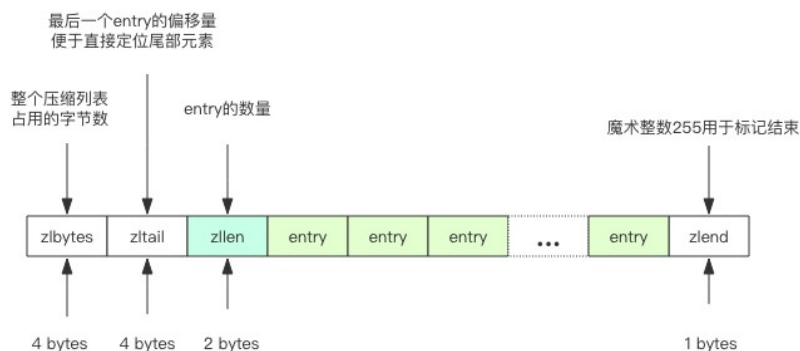 最后一个entry的偏移量
便于直接定位尾部元素
整个压缩列表
占用的字节数
entry的数量
魔术整数255用于标记结束
zlbytes zltail zllen entry entry entry ... entry zlend
4 bytes 4 bytes 2 bytes 1 bytes